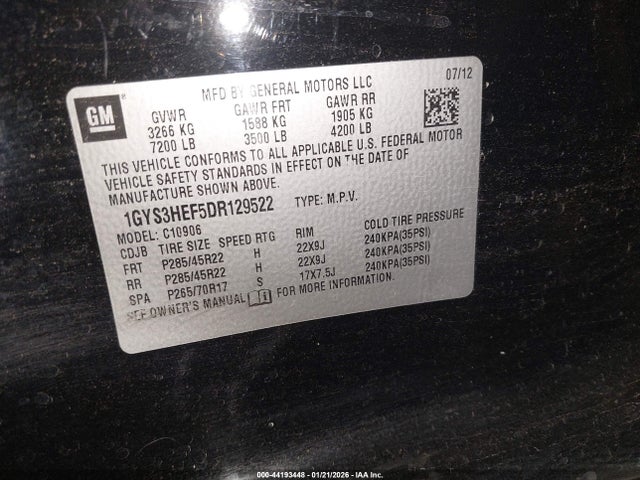 MFD BY GENERAL MOTORS LLC 07/12
GM
GVWR GAWR FRT GAWR RR
3266 KG 1588 KG 1905 KG
7200 LB 3500 LB 4200 LB
THIS VEHICLE CONFORMS TO ALL APPLICABLE U.S. FEDERAL MOTOR
VEHICLE SAFETY STANDARDS IN EFFECT ON THE DATE OF
MANUFACTURE SHOWN ABOVE.
1GYS3HEF5DR129522 TYPE: M.P.V.
MODEL: C10906
CDJB TIRE SIZE SPEED RTG RIM COLD TIRE PRESSURE
FRT P285/45R22 H 22X9J 240KPA(35PSI)
RR P285/45R22 H 22X9J 240KPA(35PSI)
SPA P265/70R17 S 17X7.5J 240KPA(35PSI)
SEE OWNER'S MANUAL FOR MORE INFORMATION.
000-44193448 - 01/21/2026 - IAA Inc.